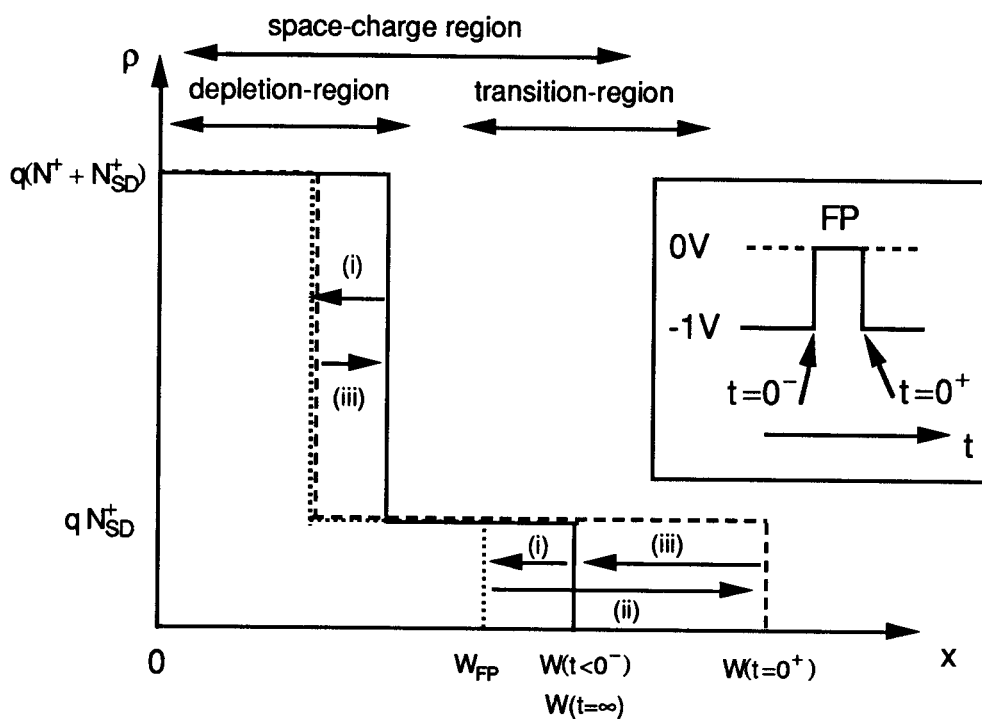 space-charge region
ρ
depletion-region
transition-region
q(N⁺ + N⁺SD)
FP
0V
(i)
-1V
(iii)
t=0⁻
t=0⁺
t
q N⁺SD
(i)
(iii)
(ii)
0
WFP
W(t<0⁻)
W(t=0⁺)
x
W(t=∞)